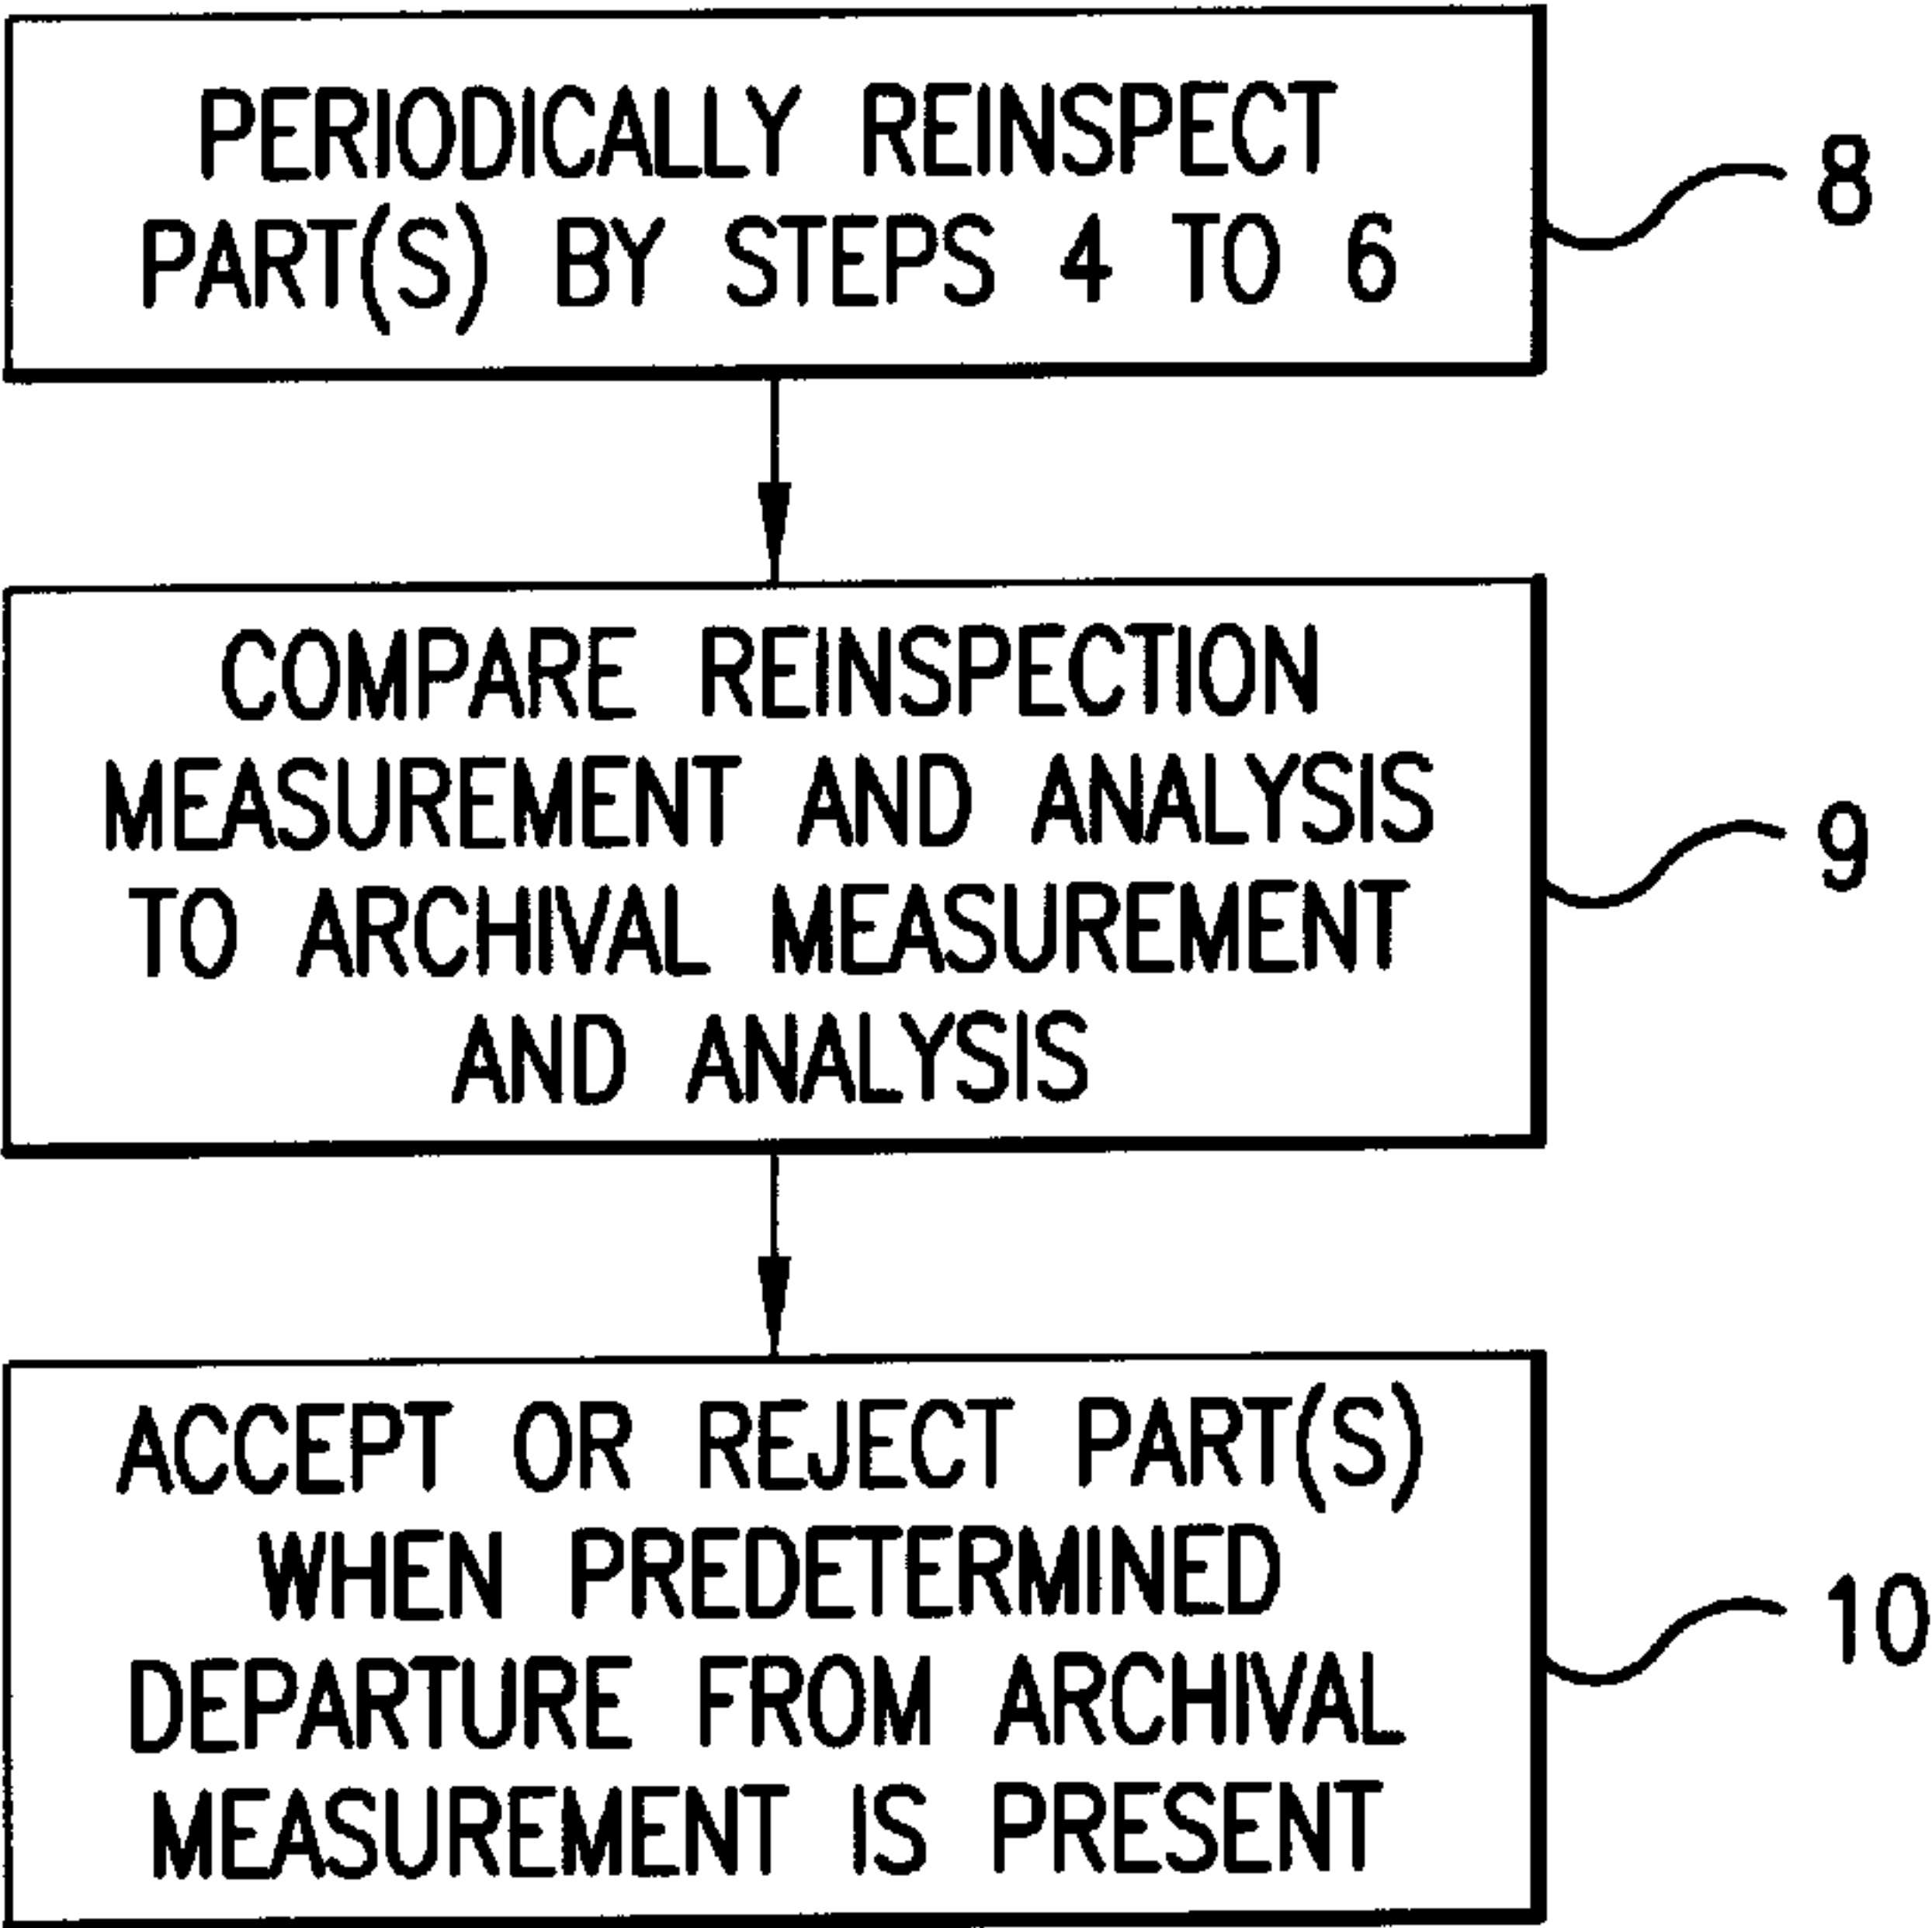 PERIODICALLY REINSPECT
PART(S) BY STEPS 4 TO 6
8
COMPARE REINSPECTION
MEASUREMENT AND ANALYSIS
TO ARCHIVAL MEASUREMENT
AND ANALYSIS
9
ACCEPT OR REJECT PART(S)
WHEN PREDETERMINED
DEPARTURE FROM ARCHIVAL
MEASUREMENT IS PRESENT
10